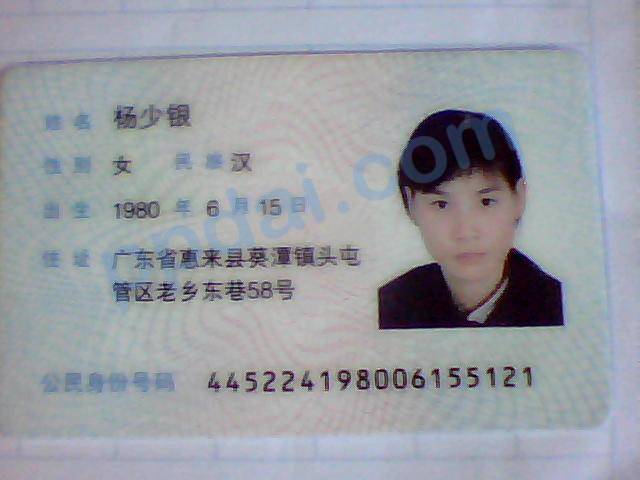 姓名 杨少银
性别 女 民族 汉
出生 1980 年 6 月 15 日
住址 广东省惠来县葵潭镇头屯
管区老乡东巷58号
公民身份号码 445224198006155121
ppdai.com